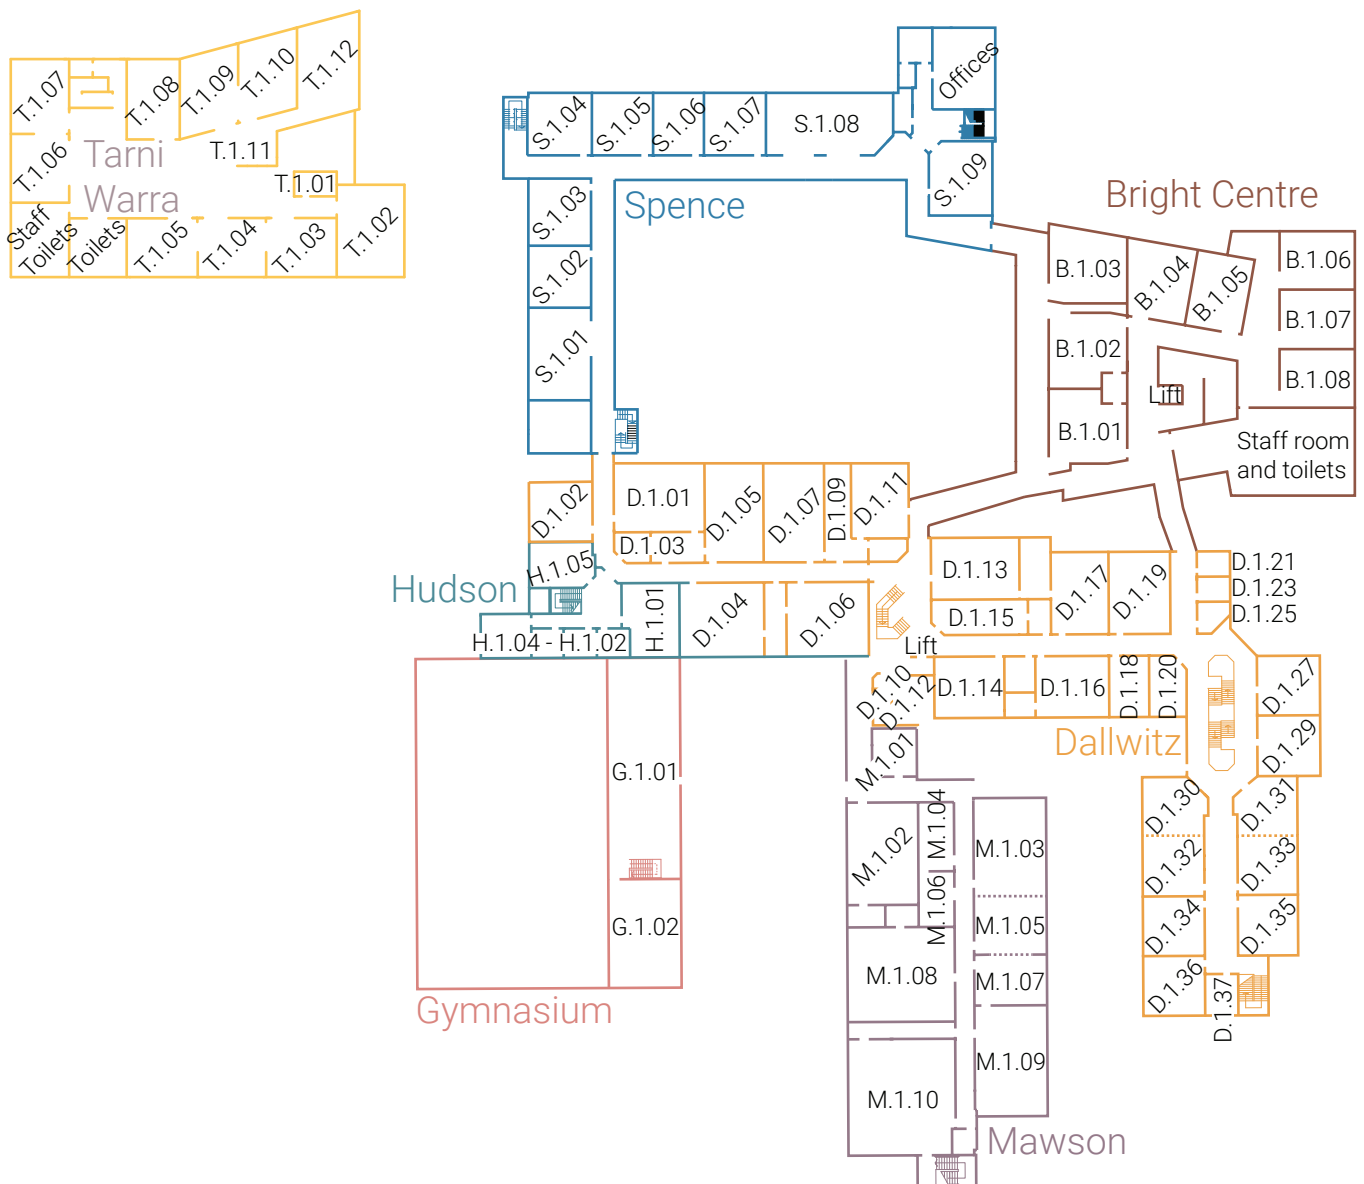 T.1.07
T.1.08
T.1.09
T.1.10
T.1.12
T.1.06
Tarni
Warra
T.1.11
T.1.01
Staff
Toilets
Toilets
T.1.05
T.1.04
T.1.03
T.1.02
S.1.04
S.1.05
S.1.06
S.1.07
S.1.08
Offices
S.1.09
S.1.03
Spence
S.1.02
S.1.01
Bright Centre
B.1.03
B.1.04
B.1.05
B.1.06
B.1.07
B.1.02
B.1.08
Lift
B.1.01
Staff room
and toilets
D.1.02
D.1.01
D.1.03
D.1.05
D.1.07
D.1.09
D.1.11
Hudson
H.1.05
H.1.04 - H.1.02
H.1.01
D.1.04
D.1.06
D.1.13
D.1.15
D.1.17
D.1.19
D.1.21
D.1.23
D.1.25
Lift
D.1.10
D.1.12
D.1.14
D.1.16
D.1.18
D.1.20
D.1.27
D.1.29
Dallwitz
D.1.30
D.1.31
D.1.32
D.1.33
D.1.34
D.1.35
D.1.36
D.1.37
G.1.01
G.1.02
Gymnasium
M.1.01
M.1.02
M.1.04
M.1.03
M.1.06
M.1.05
M.1.08
M.1.07
M.1.09
M.1.10
Mawson